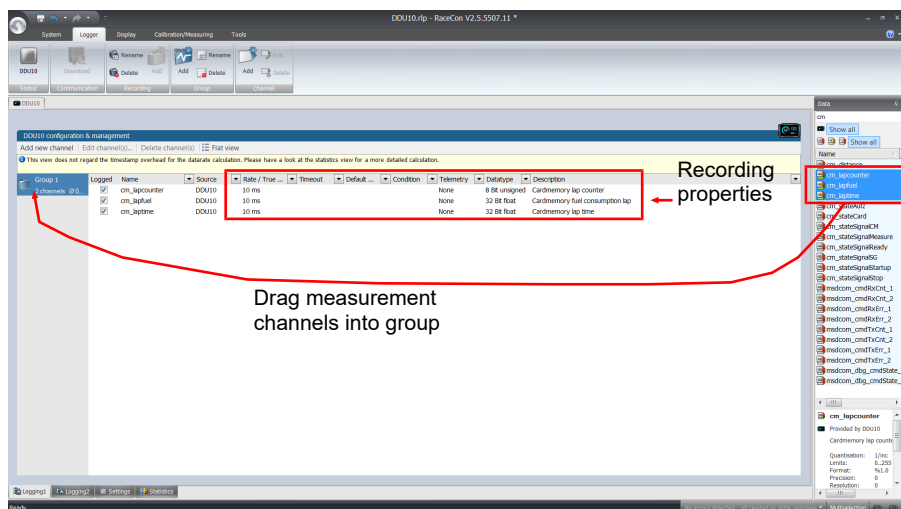 DDU10.rlp - RaceCon V2.5.5507.11 *
System Logger Display Calibration/Measuring Tools
DDU10 Download Rename Delete Add Add Rename Delete Add Edit Delete
Status Communication Recording Group Channel
DDU10
Data
cm
DDU10 configuration & management
Show all
Add new channel Edit channel(s)... Delete channel(s) Flat view
Show all
This view does not regard the timestamp overhead for the datarate calculation. Please have a look at the statistics view for a more detailed calculation.
Name
cm_distance
Recording
properties
Group 1
3 channels Ø 0,
Logged Name Source Rate / True ... Timeout Default ... Condition Telemetry Datatype Description
cm_lapcounter DDU10 10 ms None 8 Bit unsigned Cardmemory lap counter
cm_lapfuel DDU10 10 ms None 32 Bit float Cardmemory fuel consumption lap
cm_laptime DDU10 10 ms None 32 Bit float Cardmemory lap time
cm_lapcounter
cm_lapfuel
cm_laptime
cm_stateCard
cm_stateSignalCM
cm_stateSignalMeasure
cm_stateSignalReady
cm_stateSignalSG
cm_stateSignalStartup
cm_stateSignalStop
msdcom_cmdRxCnt_1
msdcom_cmdRxCnt_2
msdcom_cmdRxErr_1
msdcom_cmdRxErr_2
msdcom_cmdTxCnt_1
msdcom_cmdTxCnt_2
msdcom_cmdTxErr_1
msdcom_cmdTxErr_2
msdcom_dbg_cmdState_
msdcom_dbg_cmdState_
Drag measurement
channels into group
cm_lapcounter
Provided by DDU10
Cardmemory lap counte
Quantisation: 1/inc
Limits: 0..255
Format: %1.0
Precision: 0
Resolution: 0
Logging1 Logging2 Settings Statistics
Ready
Multiselection